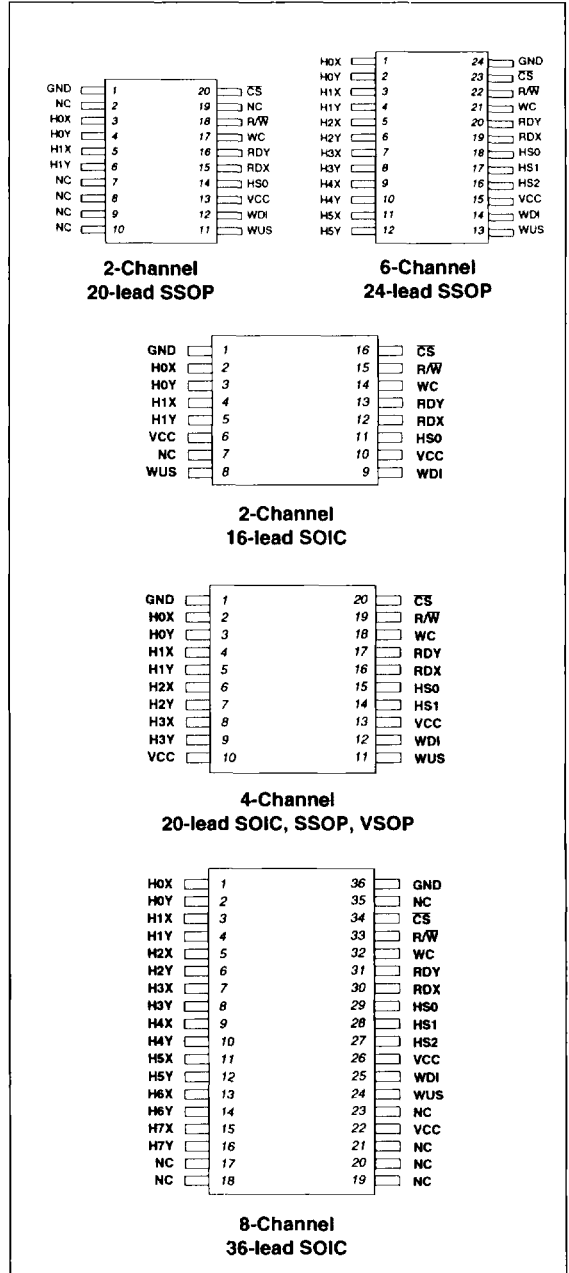 GND 1 20 C̅S̅
NC 2 19 NC
H0X 3 18 R/W̅
H0Y 4 17 WC
H1X 5 16 RDY
H1Y 6 15 RDX
NC 7 14 HS0
NC 8 13 VCC
NC 9 12 WDI
NC 10 11 WUS
2-Channel
20-lead SSOP
H0X 1 24 GND
H0Y 2 23 C̅S̅
H1X 3 22 R/W̅
H1Y 4 21 WC
H2X 5 20 RDY
H2Y 6 19 RDX
H3X 7 18 HS0
H3Y 8 17 HS1
H4X 9 16 HS2
H4Y 10 15 VCC
H5X 11 14 WDI
H5Y 12 13 WUS
6-Channel
24-lead SSOP
GND 1 16 C̅S̅
H0X 2 15 R/W̅
H0Y 3 14 WC
H1X 4 13 RDY
H1Y 5 12 RDX
VCC 6 11 HS0
NC 7 10 VCC
WUS 8 9 WDI
2-Channel
16-lead SOIC
GND 1 20 C̅S̅
H0X 2 19 R/W̅
H0Y 3 18 WC
H1X 4 17 RDY
H1Y 5 16 RDX
H2X 6 15 HS0
H2Y 7 14 HS1
H3X 8 13 VCC
H3Y 9 12 WDI
VCC 10 11 WUS
4-Channel
20-lead SOIC, SSOP, VSOP
H0X 1 36 GND
H0Y 2 35 NC
H1X 3 34 C̅S̅
H1Y 4 33 R/W̅
H2X 5 32 WC
H2Y 6 31 RDY
H3X 7 30 RDX
H3Y 8 29 HS0
H4X 9 28 HS1
H4Y 10 27 HS2
H5X 11 26 VCC
H5Y 12 25 WDI
H6X 13 24 WUS
H6Y 14 23 NC
H7X 15 22 VCC
H7Y 16 21 NC
NC 17 20 NC
NC 18 19 NC
8-Channel
36-lead SOIC